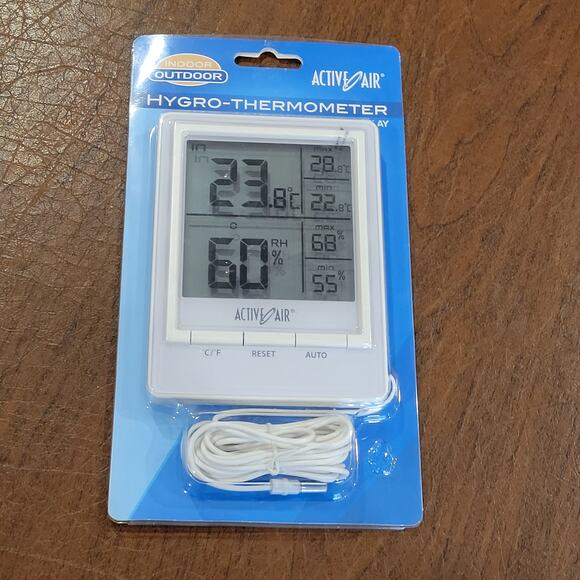 INDOOR
OUTDOOR
ACTIVE AIR®
HYGRO-THERMOMETER
AY
IN
23.8°C
max
28.8°C
min
22.8°C
60 RH %
max
68%
min
55%
ACTIVE AIR®
°C/°F RESET AUTO